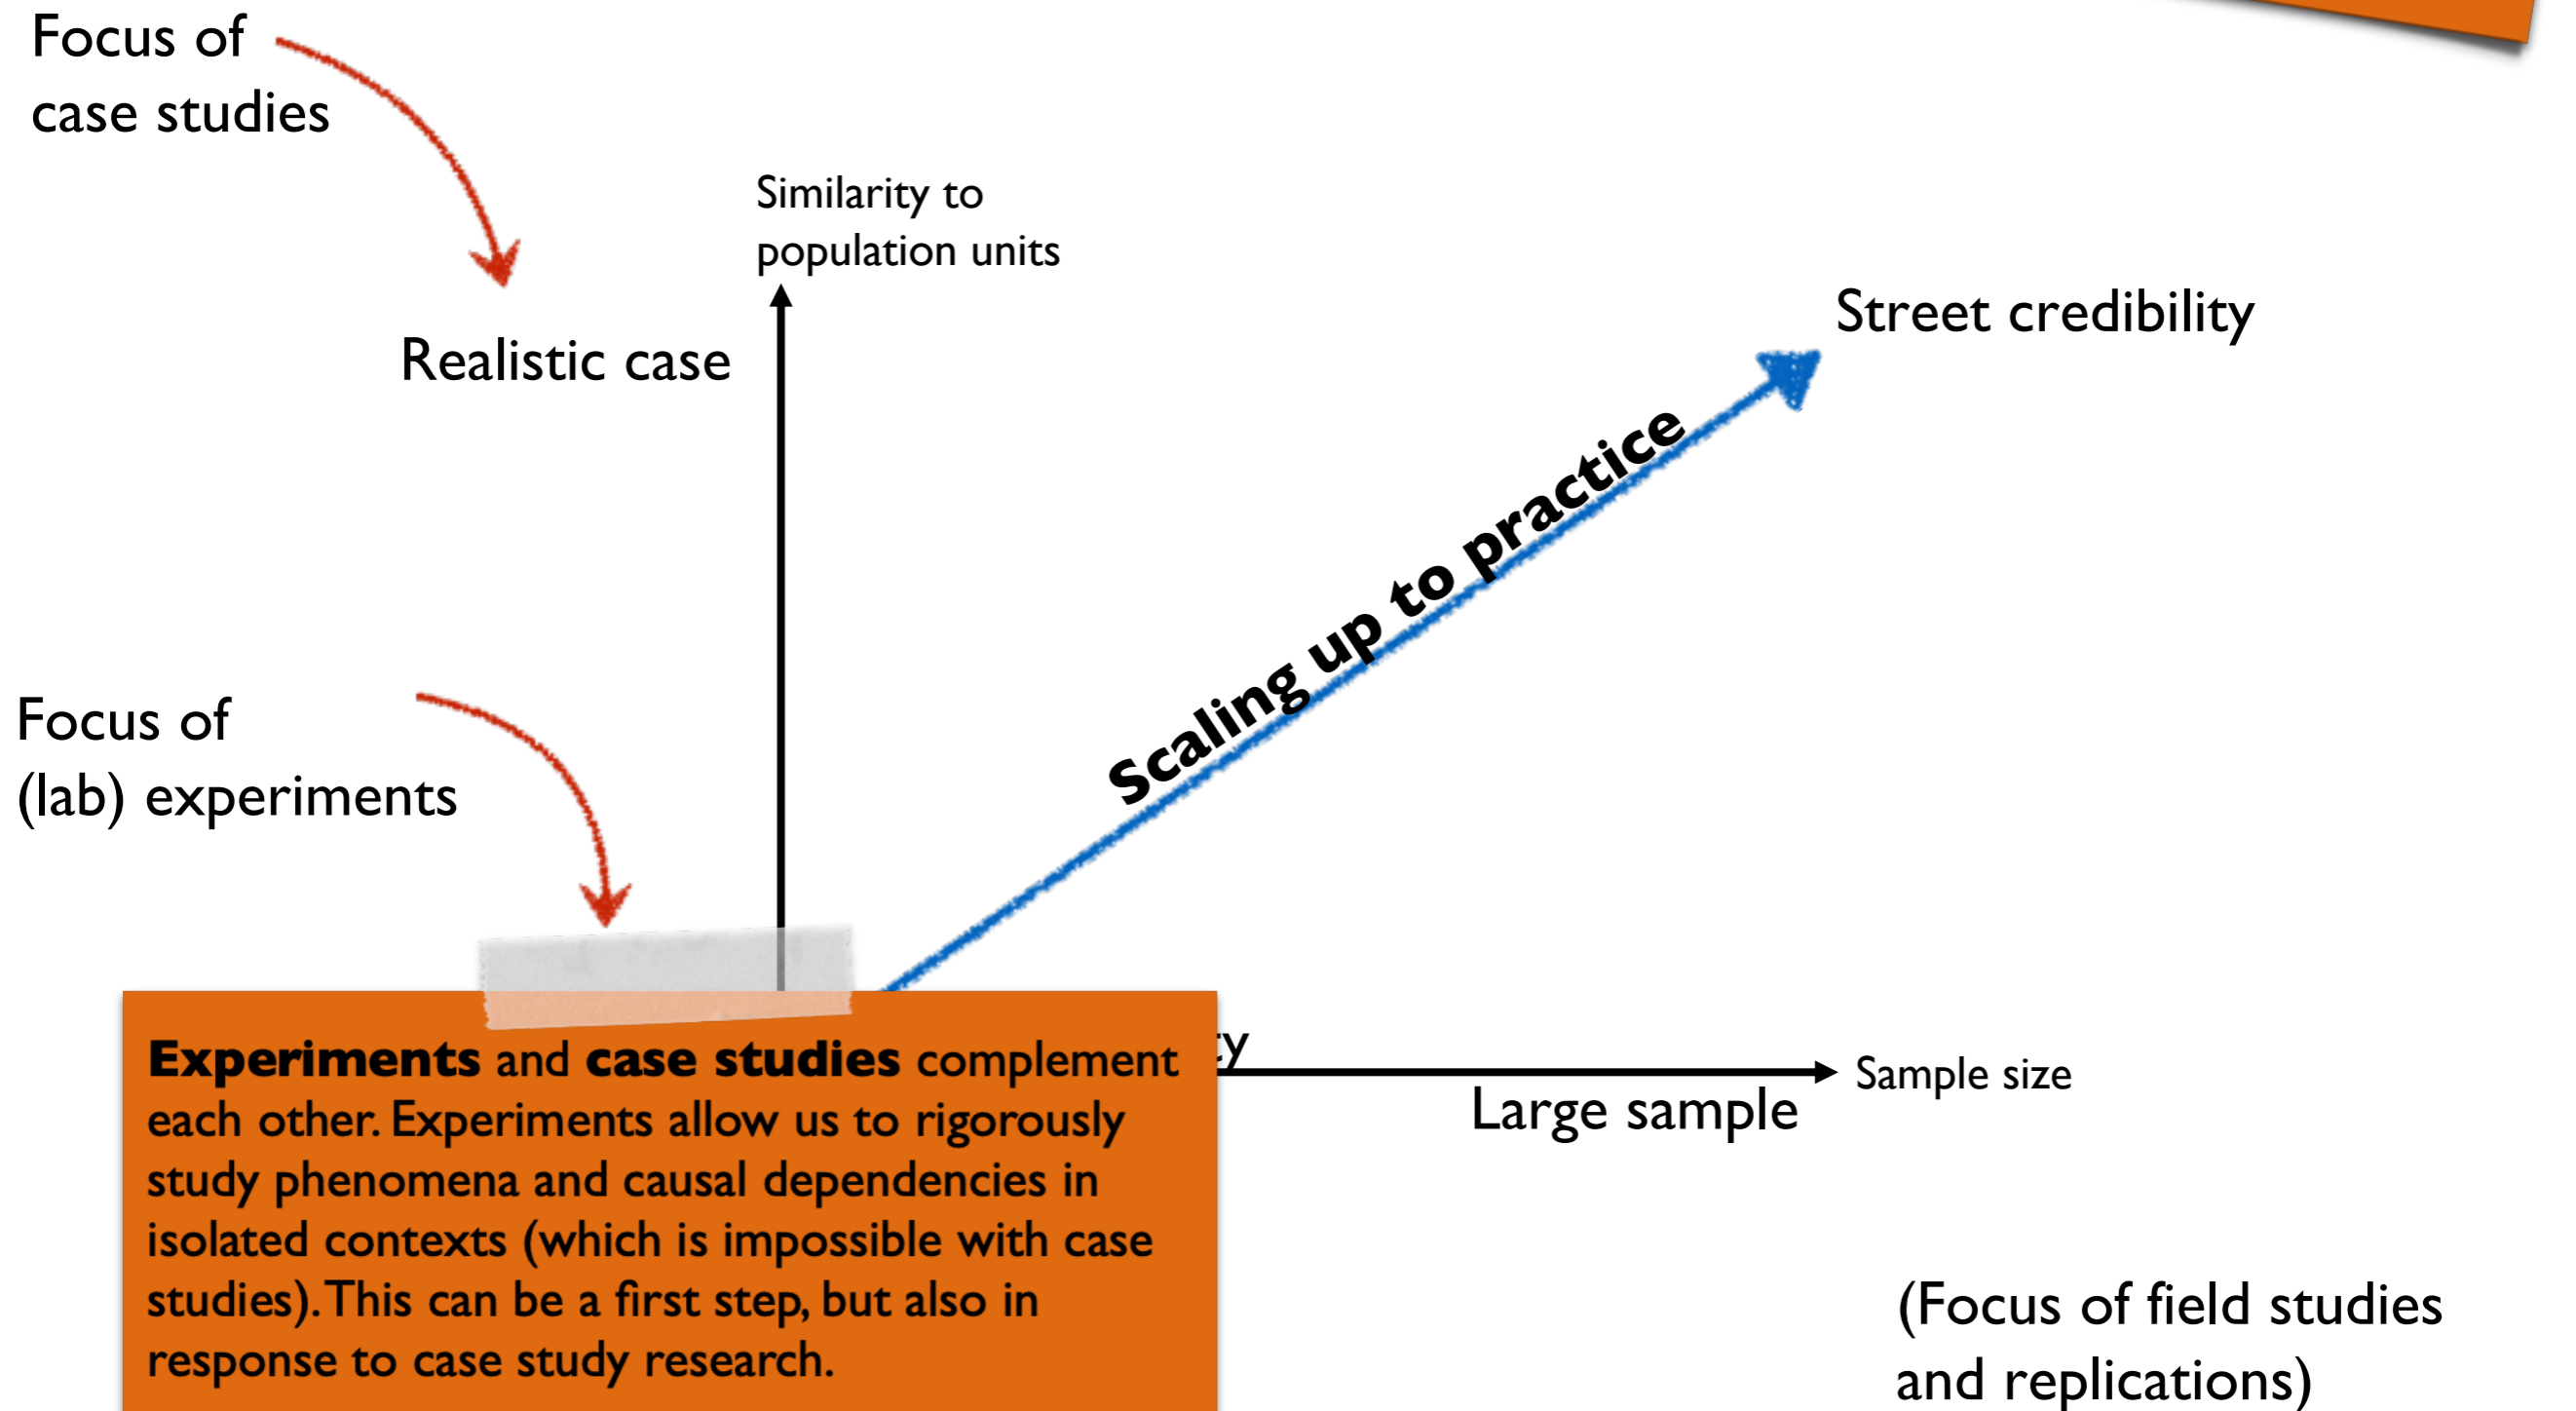 Focus of
case studies
Similarity to
population units
Realistic case
Street credibility
Scaling up to practice
Focus of
(lab) experiments
Sample size
Large sample
Experiments and case studies complement
each other. Experiments allow us to rigorously
study phenomena and causal dependencies in
isolated contexts (which is impossible with case
studies). This can be a first step, but also in
response to case study research.
(Focus of field studies
and replications)